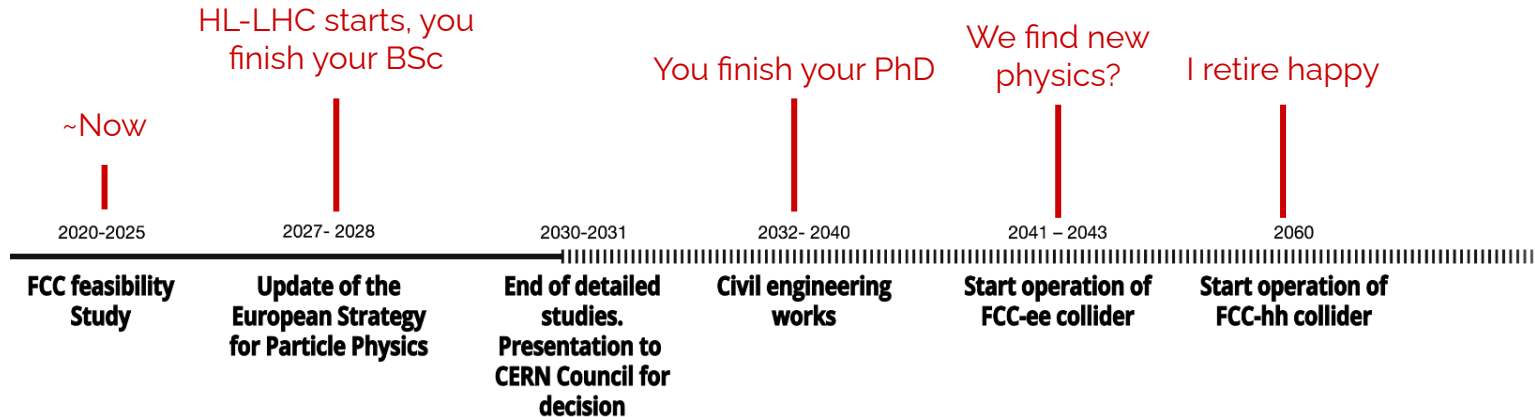 HL-LHC starts, you
finish your BSc
We find new
physics?
You finish your PhD
I retire happy
~Now
2020-2025
2027- 2028
2030-2031
2032- 2040
2041 – 2043
2060
FCC feasibility
Study
Update of the
European Strategy
for Particle Physics
End of detailed
studies.
Presentation to
CERN Council for
decision
Civil engineering
works
Start operation of
FCC-ee collider
Start operation of
FCC-hh collider